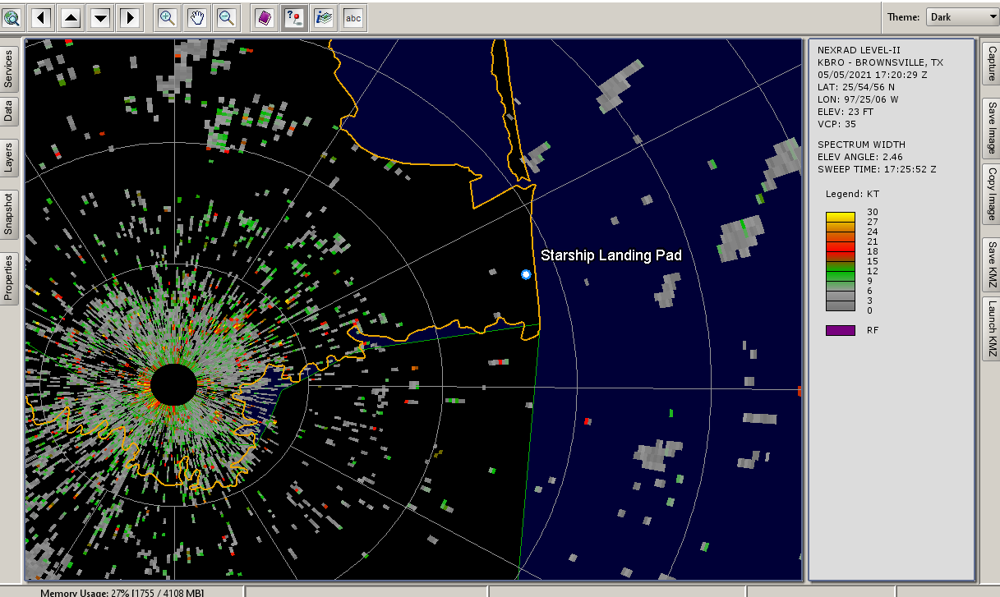 abc
Theme: Dark
Services
Data
Layers
Snapshot
Properties
Starship Landing Pad
NEXRAD LEVEL-II
KBRO - BROWNSVILLE, TX
05/05/2021 17:20:29 Z
LAT: 25/54/56 N
LON: 97/25/06 W
ELEV: 23 FT
VCP: 35
SPECTRUM WIDTH
ELEV ANGLE: 2.46
SWEEP TIME: 17:25:52 Z
Legend: KT
30
27
24
21
18
15
12
9
6
3
0
RF
Capture
Save Image
Copy Image
Save KMZ
Launch KMZ
Memory Usage: 27% [1755 / 4108 MB]